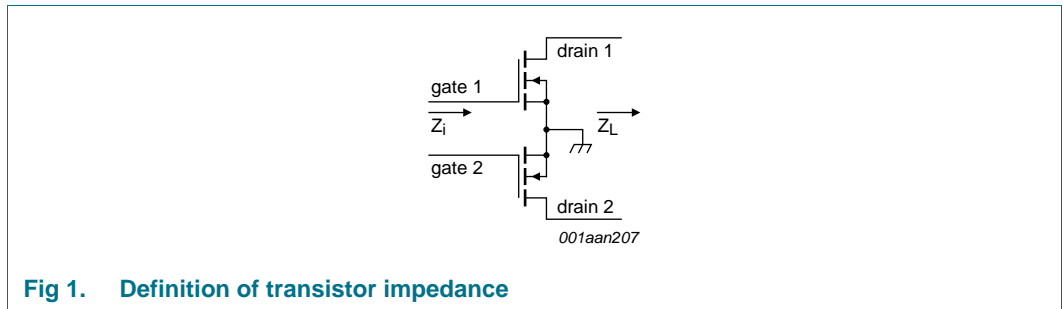 drain 1
gate 1
Zi
ZL
gate 2
drain 2
001aan207
Fig 1. Definition of transistor impedance